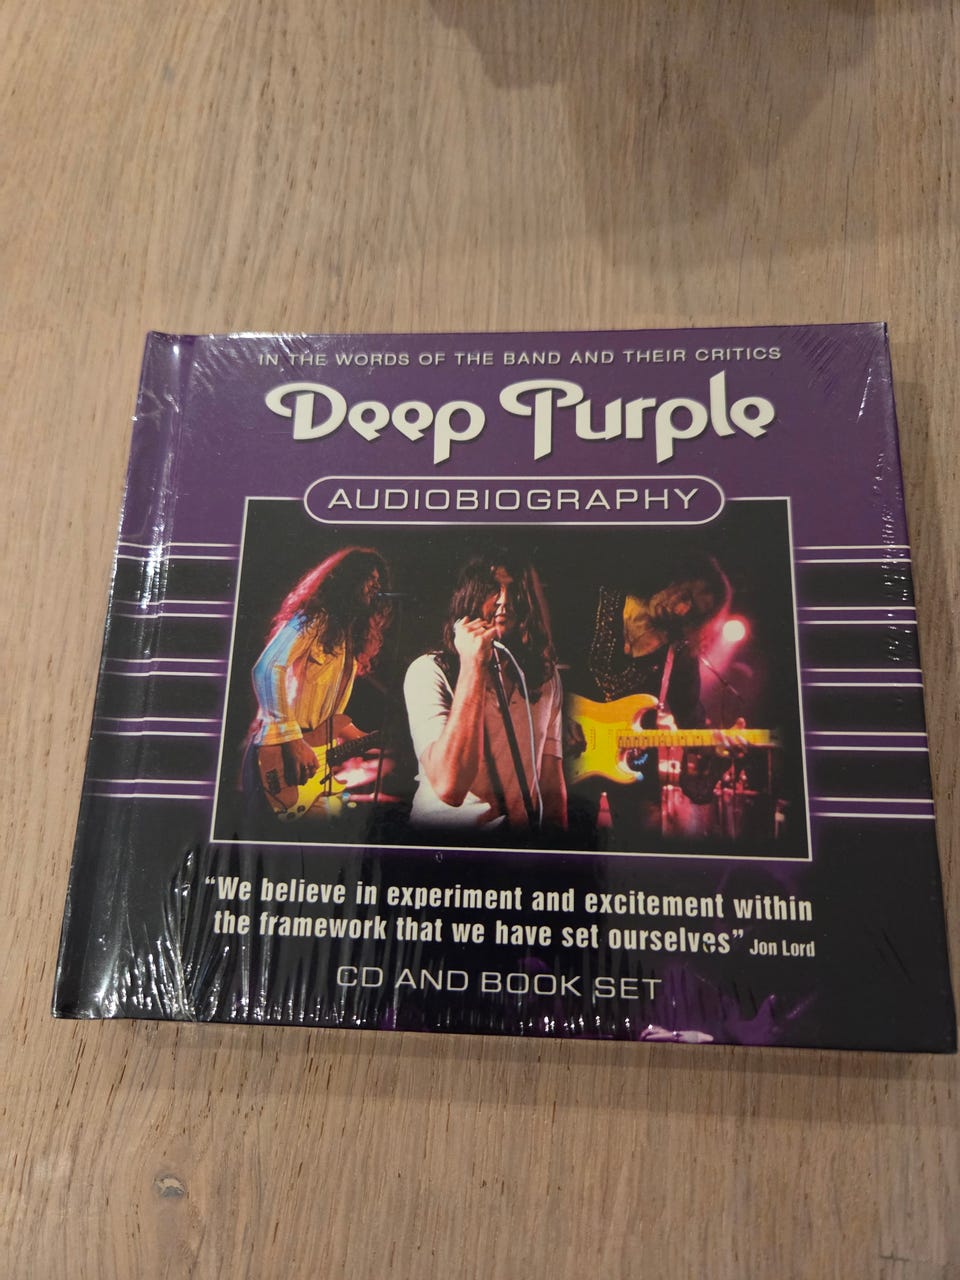 IN THE WORDS OF THE BAND AND THEIR CRITICS
Deep Purple
AUDIOBIOGRAPHY
“We believe in experiment and excitement within
the framework that we have set ourselves” Jon Lord
CD AND BOOK SET